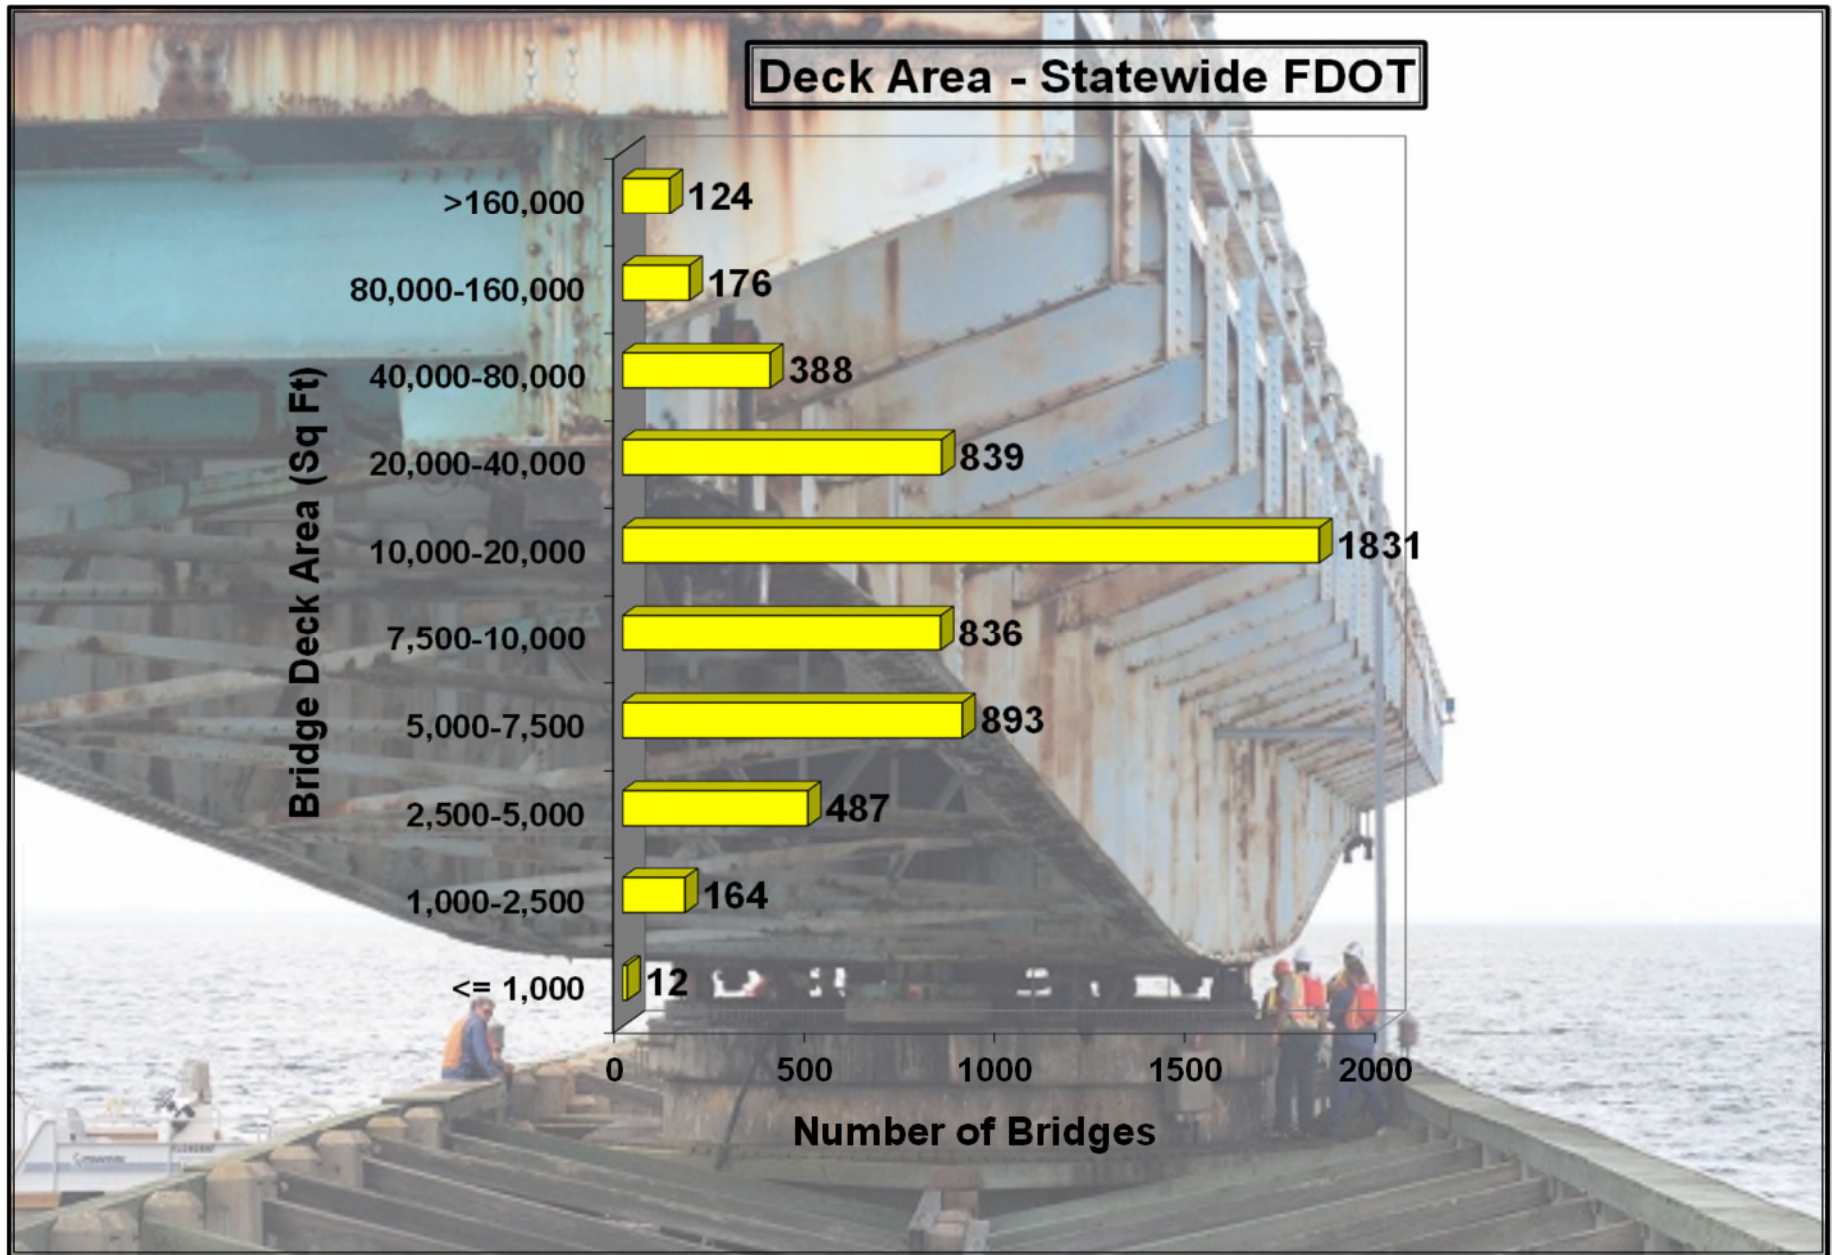 Deck Area - Statewide FDOT
>160,000 124
80,000-160,000 176
40,000-80,000 388
20,000-40,000 839
10,000-20,000 1831
7,500-10,000 836
5,000-7,500 893
2,500-5,000 487
1,000-2,500 164
<= 1,000 12
Bridge Deck Area (Sq Ft)
0 500 1000 1500 2000
Number of Bridges